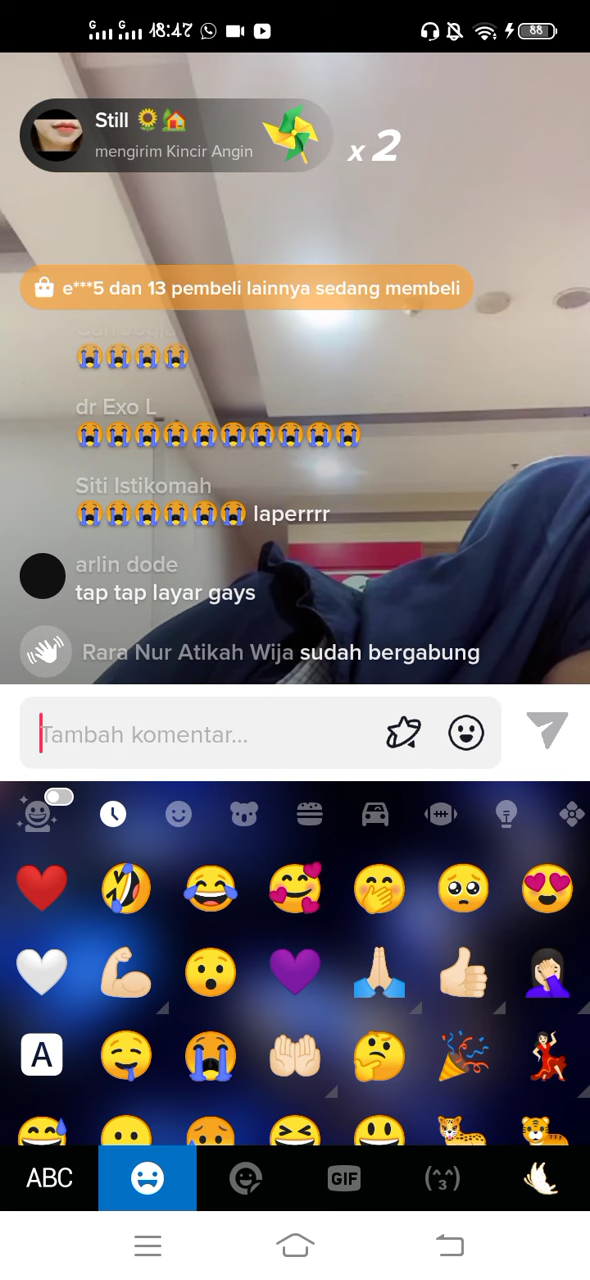 G G 18:47 88
Still 🌻🏡
mengirim Kincir Angin
x 2
e***5 dan 13 pembeli lainnya sedang membeli
😭😭😭😭
dr Exo L
😭😭😭😭😭😭😭😭😭😭
Siti Istikomah
😭😭😭😭😭😭 laperrrr
arlin dode
tap tap layar gays
Rara Nur Atikah Wija sudah bergabung
Tambah komentar...
A
ABC
GIF
(^3^)